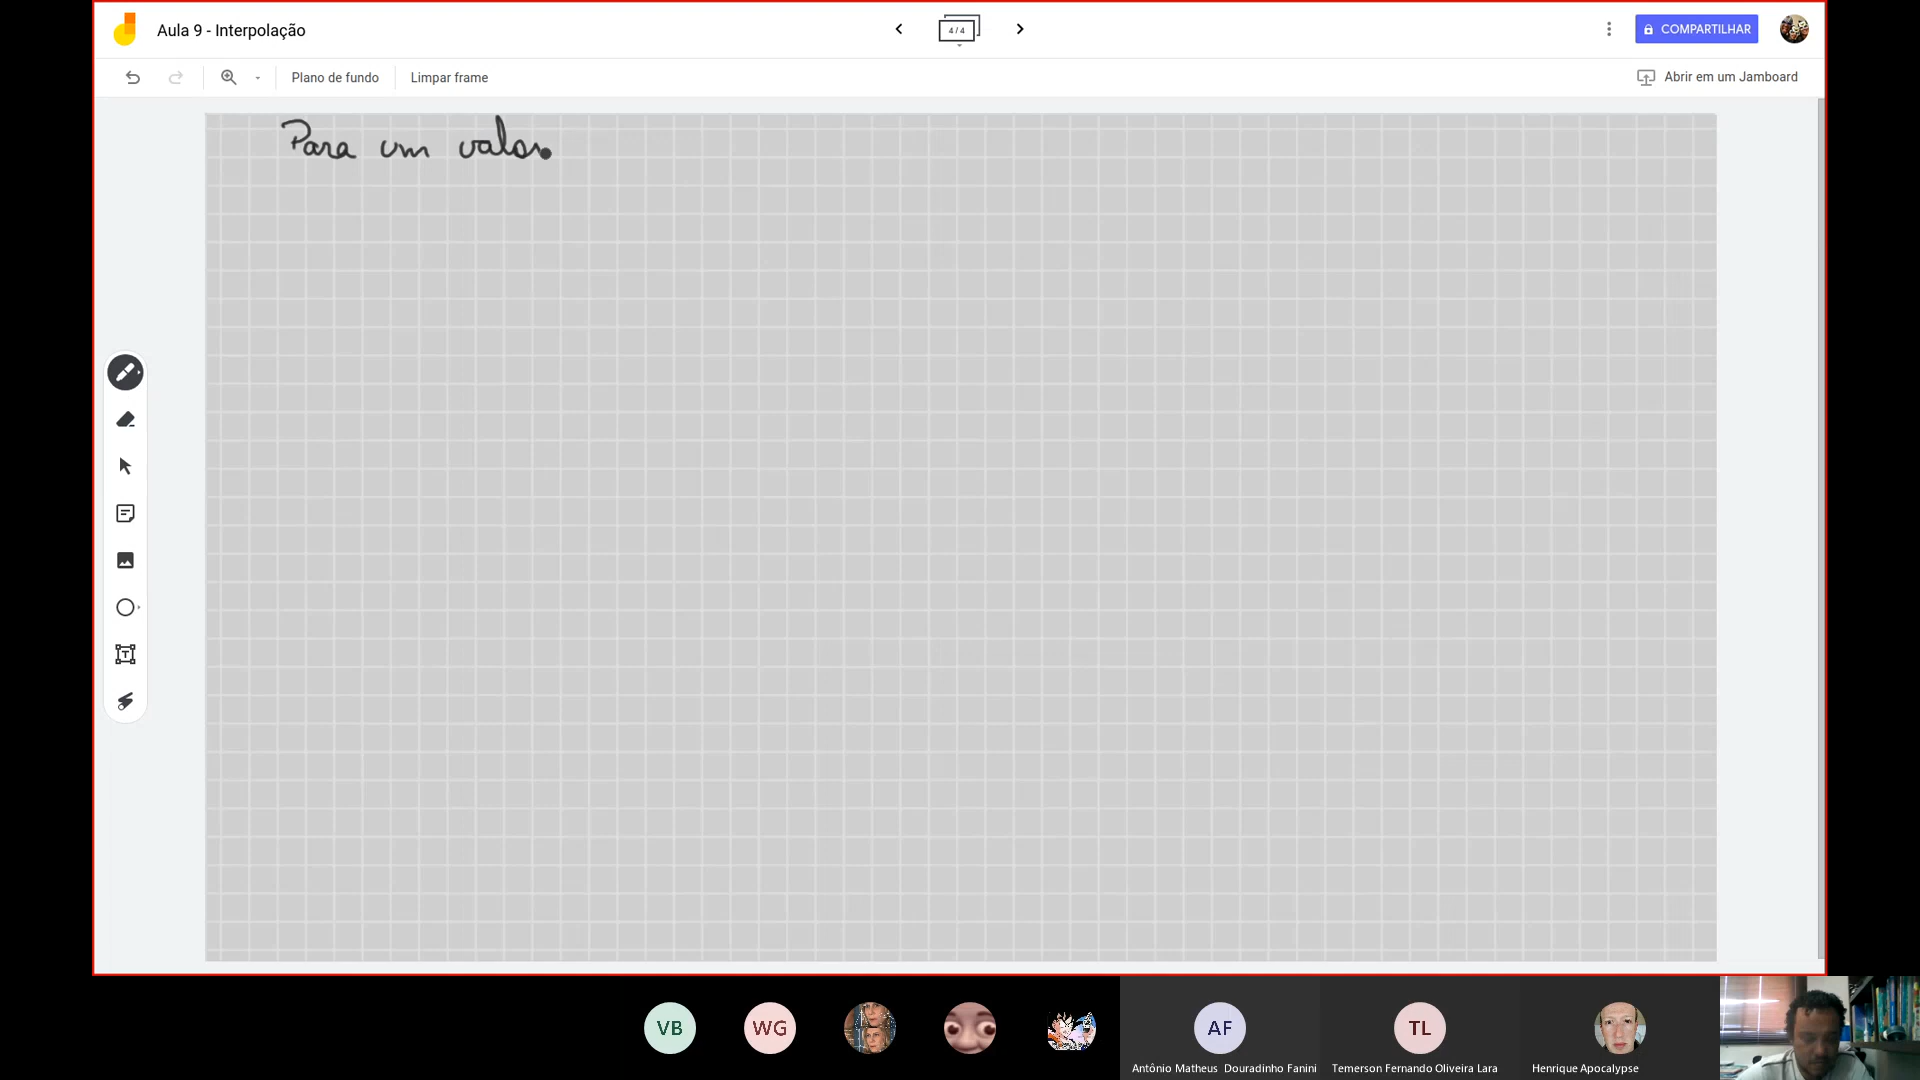 Aula 9 - Interpolação
4 / 4
COMPARTILHAR
Plano de fundo
Limpar frame
Abrir em um Jamboard
Para um valor
VB
WG
AF
TL
Antônio Matheus Douradinho Fanini
Temerson Fernando Oliveira Lara
Henrique Apocalypse